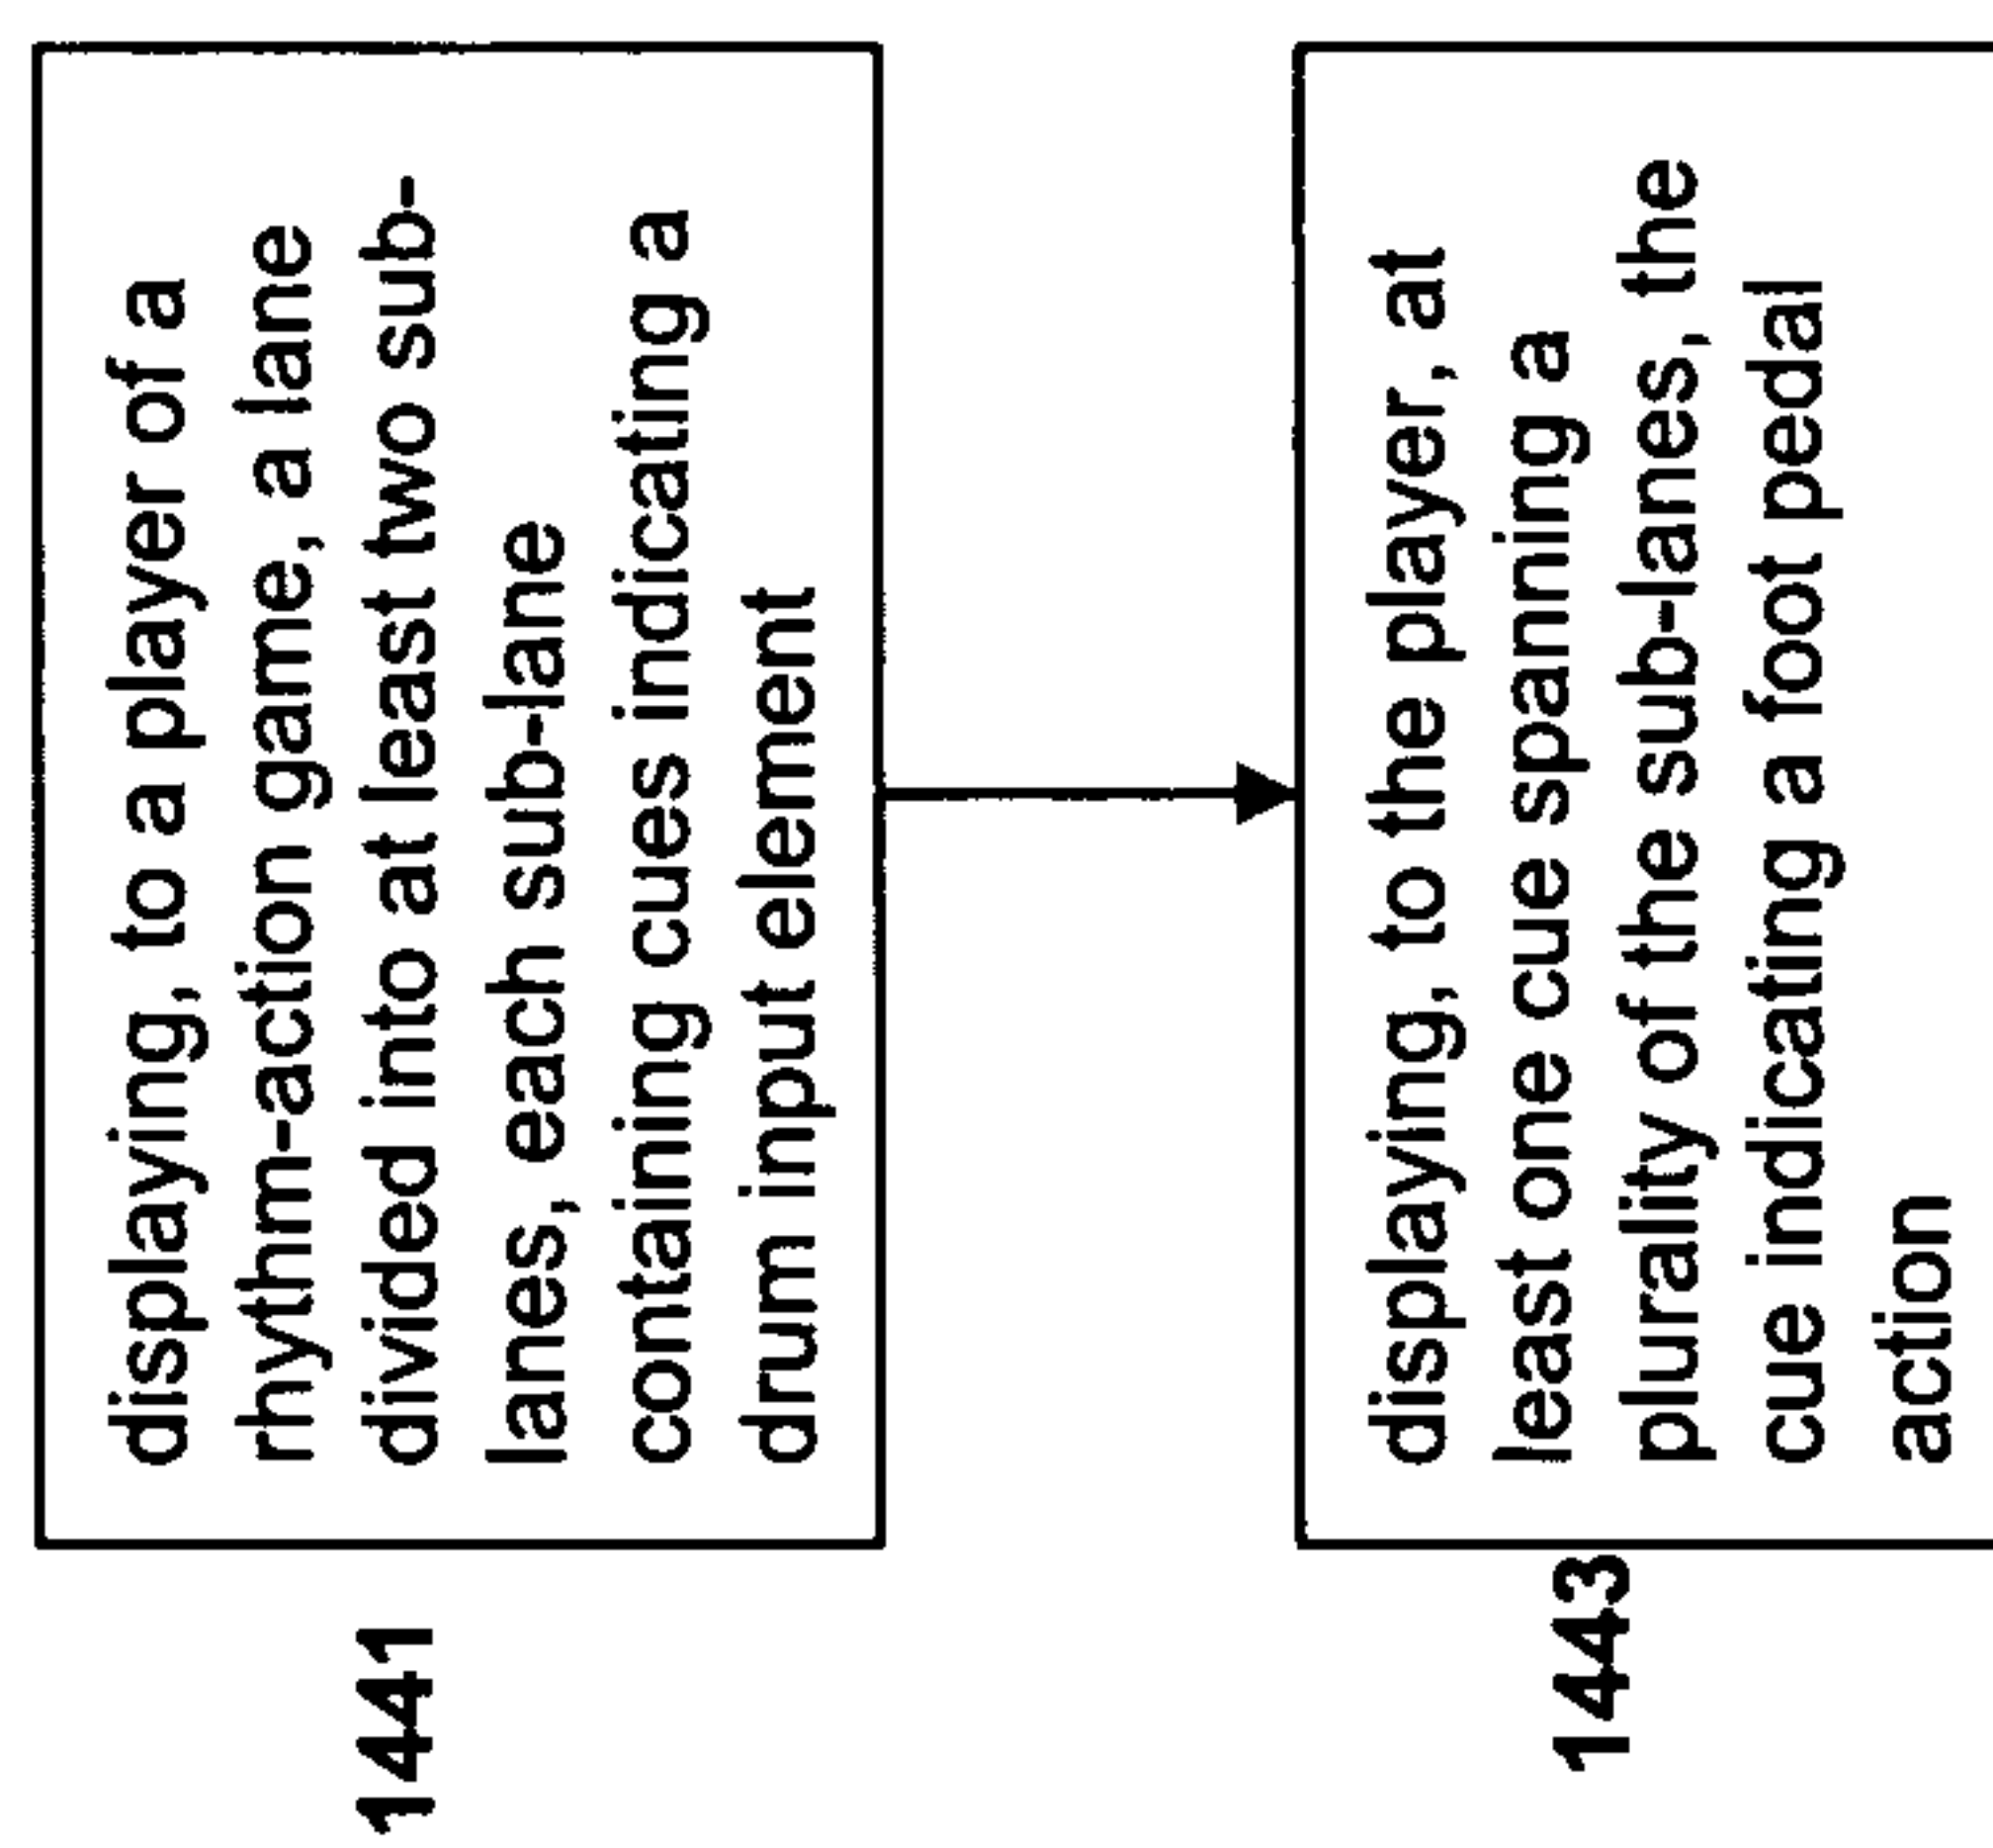 1441
displaying, to a player of a
rhythm-action game, a lane
divided into at least two sub-
lanes, each sub-lane
containing cues indicating a
drum input element
1443
displaying, to the player, at
least one cue spanning a
plurality of the sub-lanes, the
cue indicating a foot pedal
action